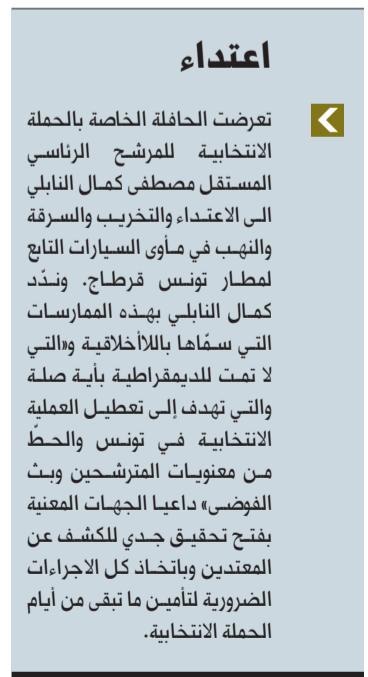 اعتداء
تعرضت الحافلة الخاصة بالحملة
الانتخابية للمرشح الرئاسي
المستقل مصطفى كمال النابلي
الى الاعتداء والتخريب والسرقة
والنهب في مأوى السيارات التابع
لمطار تونس قرطاج. وندّد
كمال النابلي بهذه الممارسات
التي سمّاها باللاأخلاقية و«التي
لا تمت للديمقراطية بأية صلة
والتي تهدف إلى تعطيل العملية
الانتخابية في تونس والحطّ
من معنويات المترشحين وبث
الفوضى» داعيا الجهات المعنية
بفتح تحقيق جدي للكشف عن
المعتدين وباتخاذ كل الاجراءات
الضرورية لتأمين ما تبقى من أيام
الحملة الانتخابية.